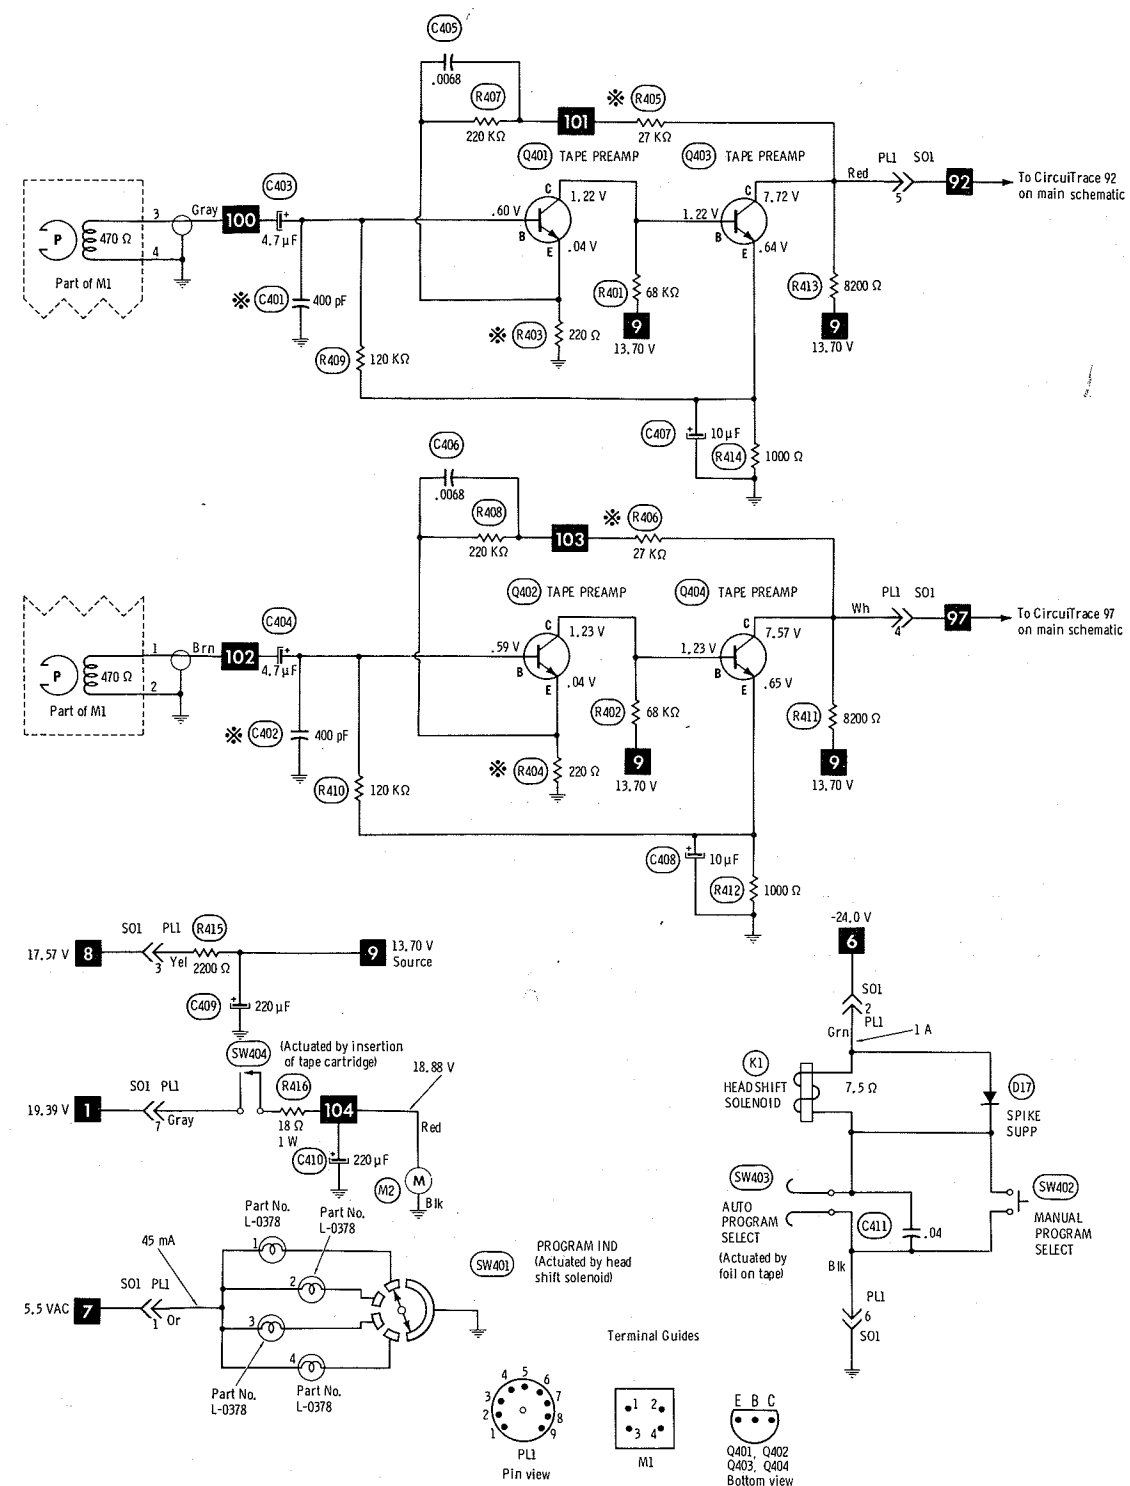 C405
.0068
R407
220 KΩ
101
※ R405
27 KΩ
Q401 TAPE PREAMP
Q403 TAPE PREAMP
C
1.22 V
.60 V
B
E
.04 V
C
7.72 V
1.22 V
B
E
.64 V
Red
PL1 SO1
5
92
To CircuiTrace 92
on main schematic
P
470 Ω
3
4
Part of M1
Gray
100
C403
+
4.7 µF
※ C401 400 pF
R409 120 KΩ
※ R403 220 Ω
R401 68 KΩ
9
13.70 V
R413 8200 Ω
9
13.70 V
C407
+
10 µF
R414 1000 Ω
C406
.0068
R408
220 KΩ
103
※ R406
27 KΩ
Q402 TAPE PREAMP
Q404 TAPE PREAMP
C
1.23 V
.59 V
B
E
.04 V
C
7.57 V
1.23 V
B
E
.65 V
Wh
PL1 SO1
4
97
To CircuiTrace 97
on main schematic
P
470 Ω
1
2
Part of M1
Brn
102
C404
+
4.7 µF
※ C402 400 pF
R410 120 KΩ
※ R404 220 Ω
R402 68 KΩ
9
13.70 V
R411 8200 Ω
9
13.70 V
C408
+
10 µF
R412 1000 Ω
17.57 V 8
SO1 PL1
3 Yel
R415
2200 Ω
9
13.70 V
Source
C409
+
220 µF
SW404
(Actuated by insertion
of tape cartridge)
19.39 V 1
SO1 PL1
7 Gray
R416
18 Ω
1 W
104
18.88 V
Red
C410
+
220 µF
M2
M
Blk
Part No.
L-0378
Part No.
L-0378
45 mA
5.5 VAC 7
SO1 PL1
1 Or
1
2
3
4
Part No.
L-0378
Part No.
L-0378
SW401
PROGRAM IND
(Actuated by head
shift solenoid)
-24.0 V
6
SO1
2
PL1
Grn
1 A
K1
HEAD SHIFT
SOLENOID
7.5 Ω
D17
SPIKE
SUPP
SW403
AUTO
PROGRAM
SELECT
(Actuated by
foil on tape)
C411
.04
SW402
MANUAL
PROGRAM
SELECT
Blk
PL1
6
SO1
Terminal Guides
1
2
3
4
5
6
7
8
9
PL1
Pin view
1 2
3 4
M1
E B C
Q401, Q402
Q403, Q404
Bottom view